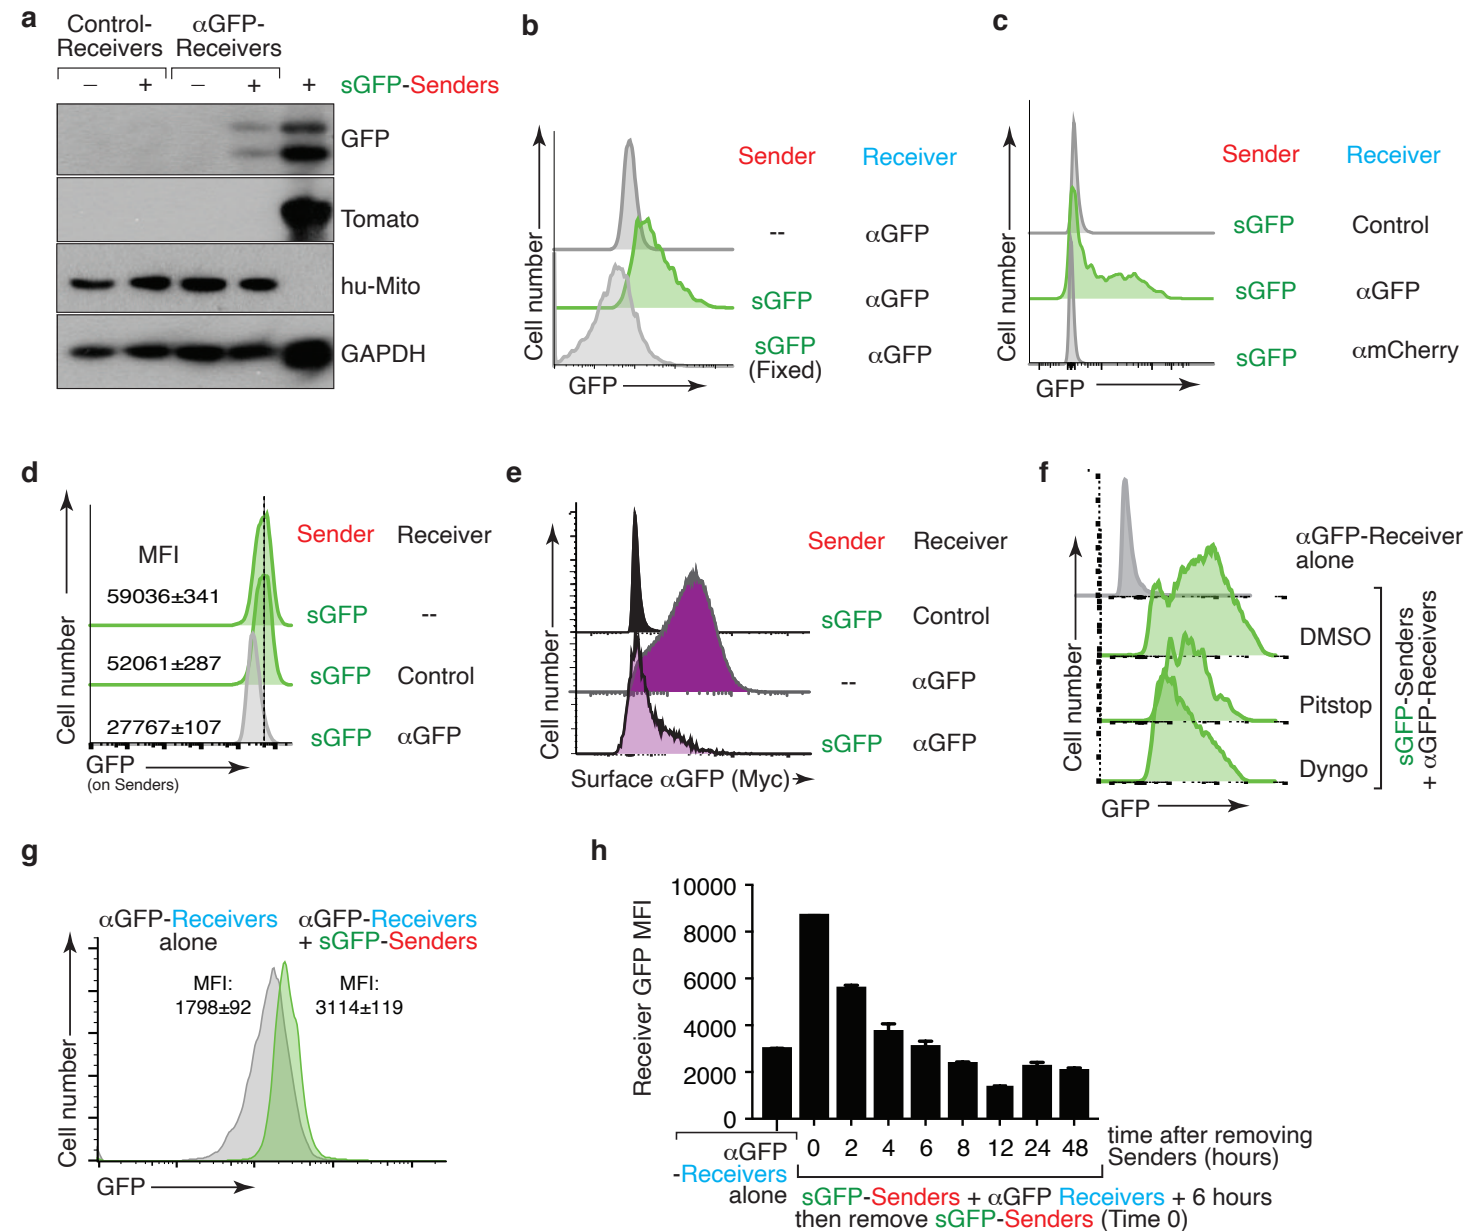 a
Control-
Receivers
αGFP-
Receivers
– + – + + sGFP-Senders
GFP
Tomato
hu-Mito
GAPDH
b
Sender Receiver
-- αGFP
sGFP αGFP
sGFP
(Fixed) αGFP
Cell number
GFP
c
Sender Receiver
sGFP Control
sGFP αGFP
sGFP αmCherry
Cell number
GFP
d
MFI
Sender Receiver
59036±341 sGFP --
52061±287 sGFP Control
27767±107 sGFP αGFP
Cell number
GFP
(on Senders)
e
Sender Receiver
sGFP Control
-- αGFP
sGFP αGFP
Cell number
Surface αGFP (Myc)
f
αGFP-Receiver
alone
DMSO
Pitstop
Dyngo
sGFP-Senders
+ αGFP-Receivers
Cell number
GFP
g
αGFP-Receivers
alone
αGFP-Receivers
+ sGFP-Senders
MFI:
1798±92
MFI:
3114±119
Cell number
GFP
h
Receiver GFP MFI
10000
8000
6000
4000
2000
0
αGFP
-Receivers
alone
0 2 4 6 8 12 24 48
time after removing
Senders (hours)
sGFP-Senders + αGFP Receivers + 6 hours
then remove sGFP-Senders (Time 0)